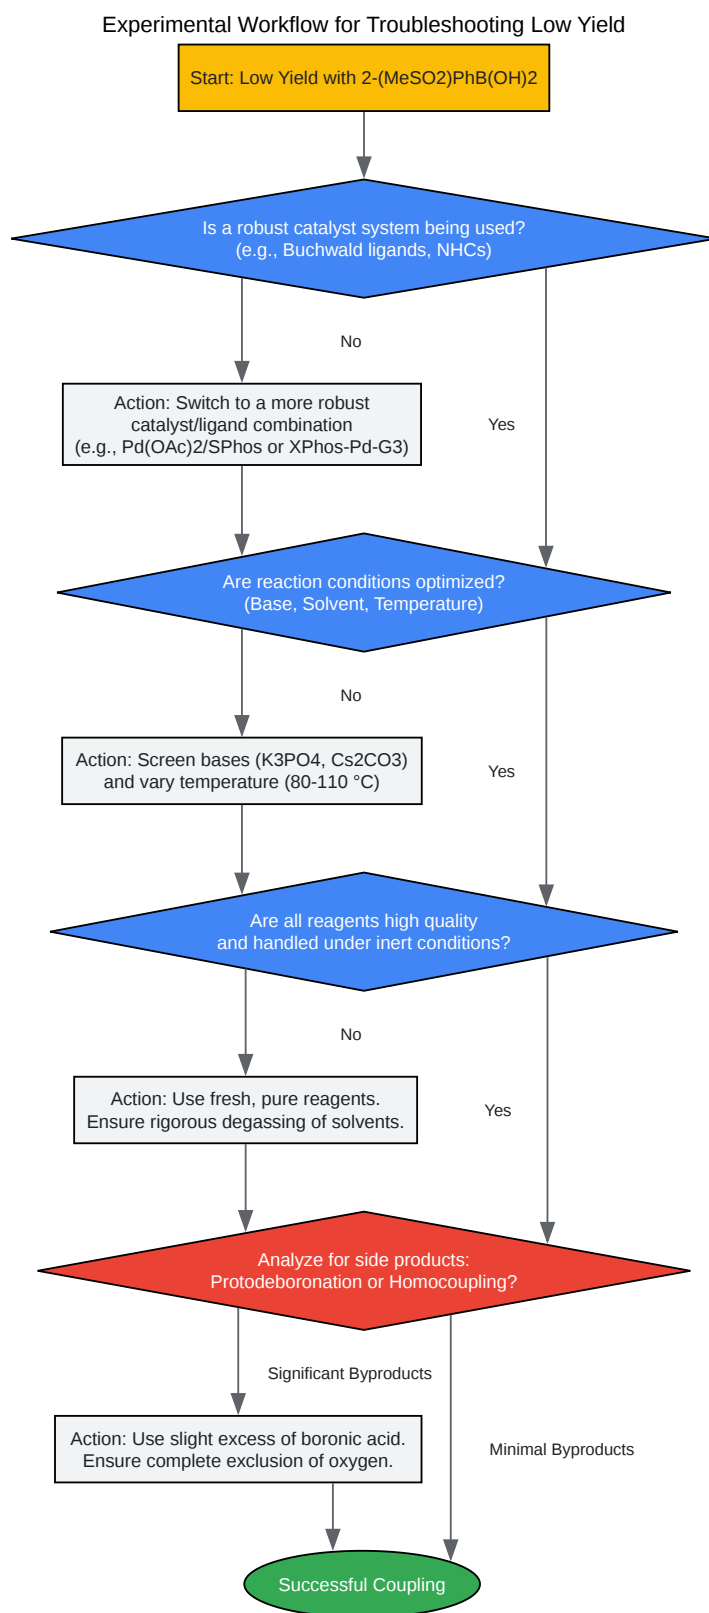 Experimental Workflow for Troubleshooting Low Yield
Start: Low Yield with 2-(MeSO2)PhB(OH)2
Is a robust catalyst system being used?
(e.g., Buchwald ligands, NHCs)
No
Action: Switch to a more robust
catalyst/ligand combination
(e.g., Pd(OAc)2/SPhos or XPhos-Pd-G3)
Yes
Are reaction conditions optimized?
(Base, Solvent, Temperature)
No
Action: Screen bases (K3PO4, Cs2CO3)
and vary temperature (80-110 °C)
Yes
Are all reagents high quality
and handled under inert conditions?
No
Action: Use fresh, pure reagents.
Ensure rigorous degassing of solvents.
Yes
Analyze for side products:
Protodeboronation or Homocoupling?
Significant Byproducts
Action: Use slight excess of boronic acid.
Ensure complete exclusion of oxygen.
Minimal Byproducts
Successful Coupling